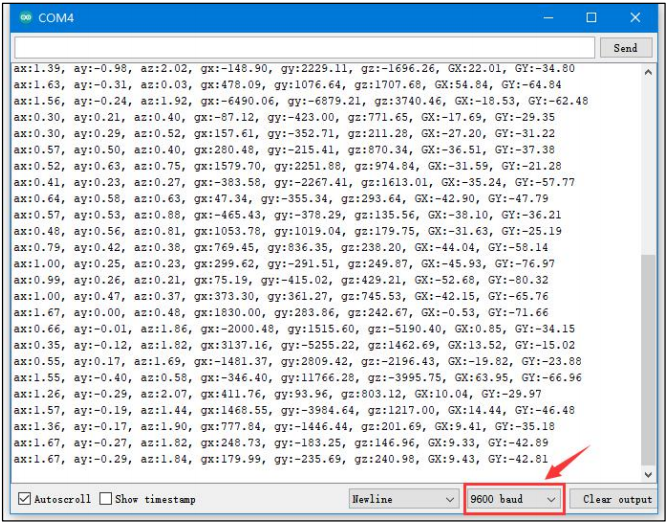 COM4
Send
ax:1.39, ay:-0.98, az:2.02, gx:-148.90, gy:2229.11, gz:-1696.26, GX:22.01, GY:-34.80
ax:1.63, ay:-0.31, az:0.03, gx:478.09, gy:1076.64, gz:1707.68, GX:54.84, GY:-64.84
ax:1.56, ay:-0.24, az:1.92, gx:-6490.06, gy:-6879.21, gz:3740.46, GX:-18.53, GY:-62.48
ax:0.30, ay:0.21, az:0.40, gx:-87.12, gy:-423.00, gz:771.65, GX:-17.69, GY:-29.35
ax:0.30, ay:0.29, az:0.52, gx:157.61, gy:-352.71, gz:211.28, GX:-27.20, GY:-31.22
ax:0.57, ay:0.50, az:0.40, gx:280.48, gy:-215.41, gz:870.34, GX:-36.51, GY:-37.38
ax:0.52, ay:0.63, az:0.75, gx:1579.70, gy:2251.88, gz:974.84, GX:-31.59, GY:-21.28
ax:0.41, ay:0.23, az:0.27, gx:-383.58, gy:-2267.41, gz:1613.01, GX:-35.24, GY:-57.77
ax:0.64, ay:0.58, az:0.63, gx:47.34, gy:-355.34, gz:293.64, GX:-42.90, GY:-47.79
ax:0.57, ay:0.53, az:0.88, gx:-465.43, gy:-378.29, gz:135.56, GX:-38.10, GY:-36.21
ax:0.48, ay:0.56, az:0.81, gx:1053.78, gy:1019.04, gz:179.75, GX:-31.63, GY:-25.19
ax:0.79, ay:0.42, az:0.38, gx:769.45, gy:836.35, gz:238.20, GX:-44.04, GY:-58.14
ax:1.00, ay:0.25, az:0.23, gx:299.62, gy:-291.51, gz:249.87, GX:-45.93, GY:-76.97
ax:0.99, ay:0.26, az:0.21, gx:75.19, gy:-415.02, gz:429.21, GX:-52.68, GY:-80.32
ax:1.00, ay:0.47, az:0.37, gx:373.30, gy:361.27, gz:745.53, GX:-42.15, GY:-65.76
ax:1.67, ay:0.00, az:0.48, gx:1830.00, gy:283.86, gz:242.67, GX:-0.53, GY:-71.66
ax:0.66, ay:-0.01, az:1.86, gx:-2000.48, gy:1515.60, gz:-5190.40, GX:0.85, GY:-34.15
ax:0.35, ay:-0.12, az:1.82, gx:3137.16, gy:-5255.22, gz:1462.69, GX:13.52, GY:-15.02
ax:0.55, ay:0.17, az:1.69, gx:-1481.37, gy:2809.42, gz:-2196.43, GX:-19.82, GY:-23.88
ax:1.55, ay:-0.40, az:0.58, gx:-346.40, gy:11766.28, gz:-3995.75, GX:63.95, GY:-66.96
ax:1.26, ay:-0.29, az:2.07, gx:411.76, gy:93.96, gz:803.12, GX:10.04, GY:-29.97
ax:1.57, ay:-0.19, az:1.44, gx:1468.55, gy:-3984.64, gz:1217.00, GX:14.44, GY:-46.48
ax:1.36, ay:-0.17, az:1.90, gx:777.84, gy:-1446.44, gz:201.69, GX:9.41, GY:-35.18
ax:1.67, ay:-0.27, az:1.82, gx:248.73, gy:-183.25, gz:146.96, GX:9.33, GY:-42.89
ax:1.67, ay:-0.29, az:1.84, gx:179.99, gy:-235.69, gz:240.98, GX:9.43, GY:-42.81
Autoscroll Show timestamp Newline 9600 baud Clear output